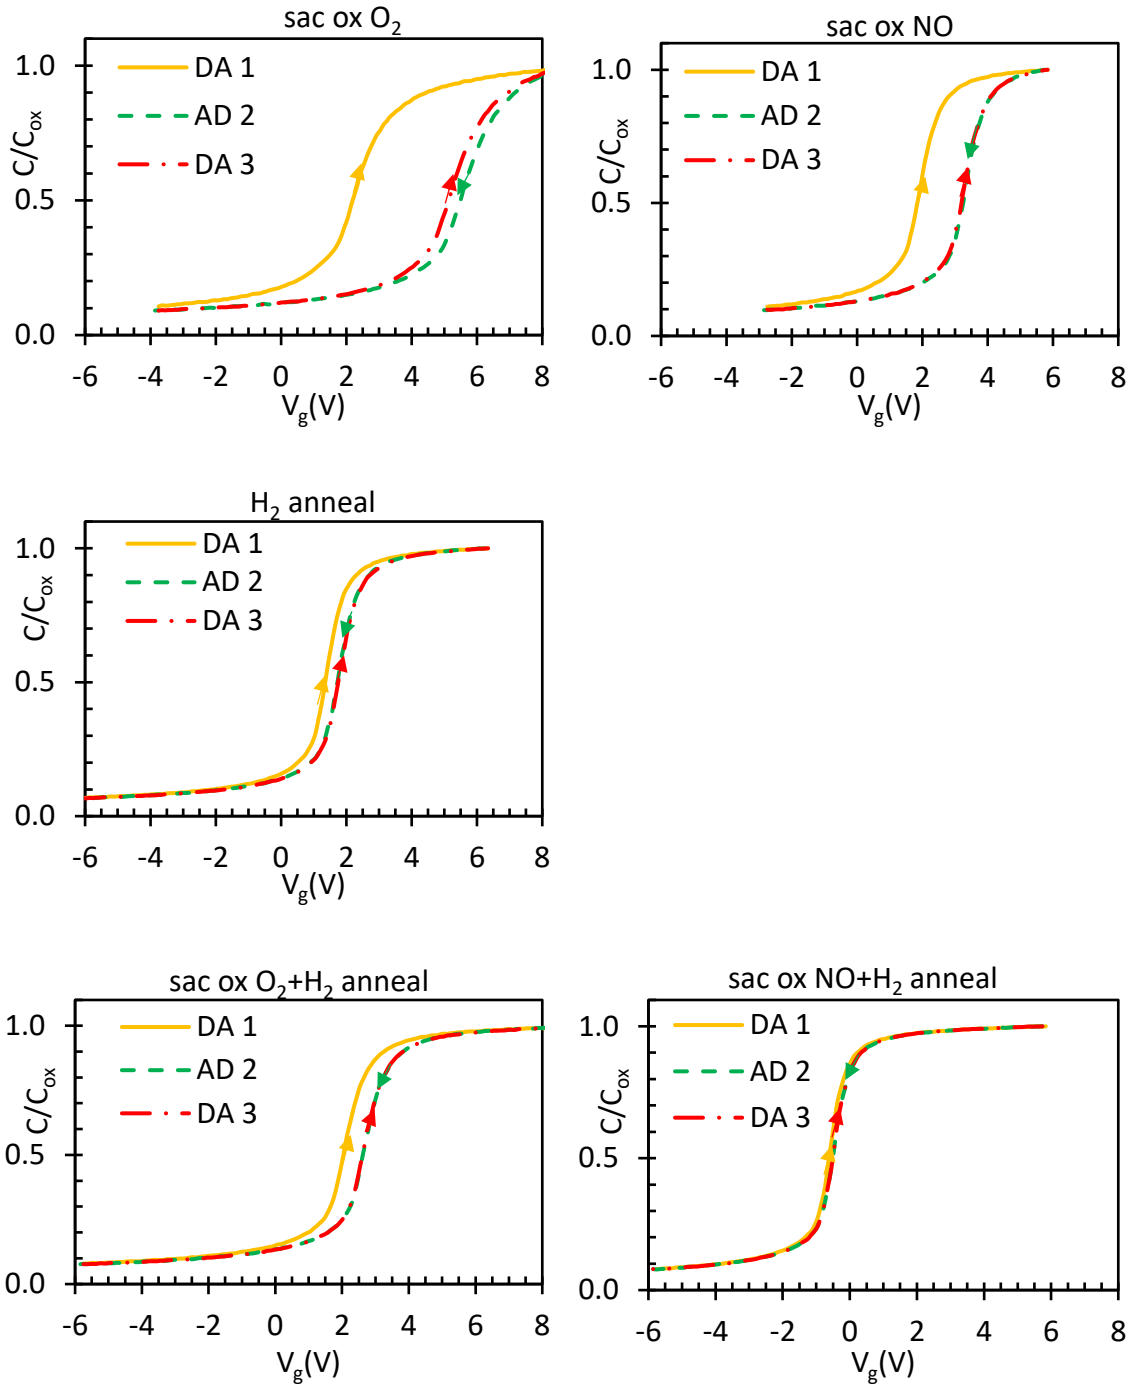 sac ox O₂
DA 1
AD 2
DA 3
C/Cₒₓ
1.0
0.5
0.0
-6 -4 -2 0 2 4 6 8
V_g(V)
sac ox NO
DA 1
AD 2
DA 3
C/Cₒₓ
1.0
0.5
0.0
-6 -4 -2 0 2 4 6 8
V_g(V)
H₂ anneal
DA 1
AD 2
DA 3
C/Cₒₓ
1.0
0.5
0.0
-6 -4 -2 0 2 4 6 8
V_g(V)
sac ox O₂+H₂ anneal
DA 1
AD 2
DA 3
C/Cₒₓ
1.0
0.5
0.0
-6 -4 -2 0 2 4 6 8
V_g(V)
sac ox NO+H₂ anneal
DA 1
AD 2
DA 3
C/Cₒₓ
1.0
0.5
0.0
-6 -4 -2 0 2 4 6 8
V_g(V)